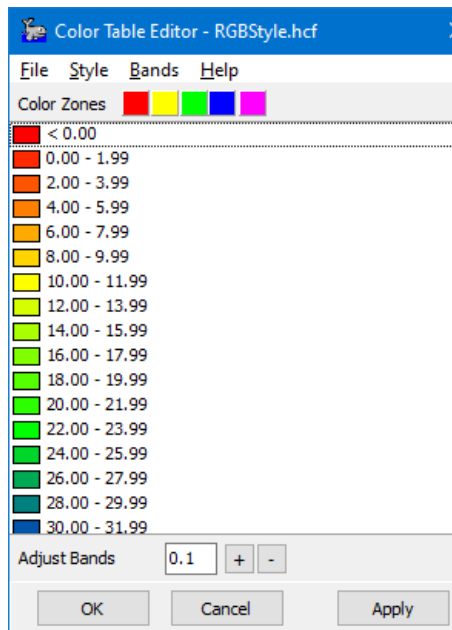 Color Table Editor - RGBStyle.hcf
File Style Bands Help
Color Zones
< 0.00
0.00 - 1.99
2.00 - 3.99
4.00 - 5.99
6.00 - 7.99
8.00 - 9.99
10.00 - 11.99
12.00 - 13.99
14.00 - 15.99
16.00 - 17.99
18.00 - 19.99
20.00 - 21.99
22.00 - 23.99
24.00 - 25.99
26.00 - 27.99
28.00 - 29.99
30.00 - 31.99
Adjust Bands 0.1 + -
OK Cancel Apply